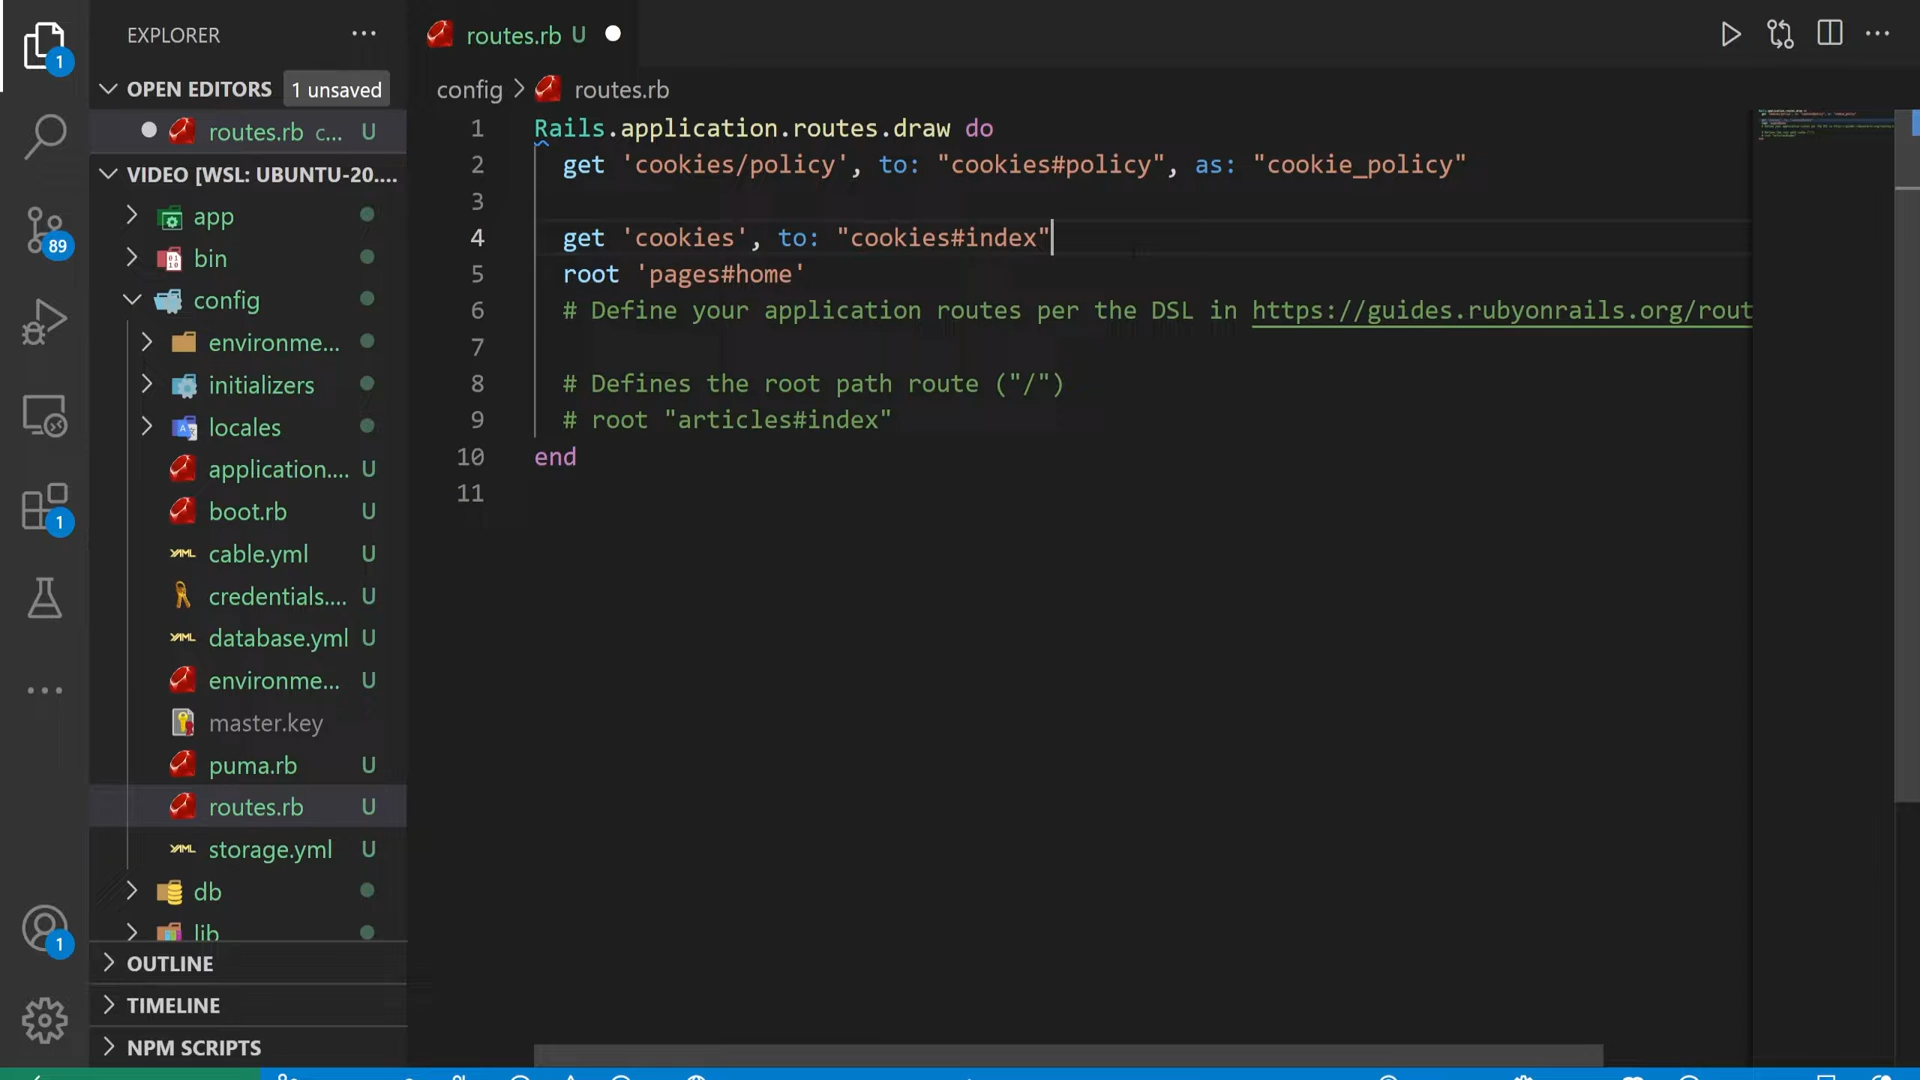 EXPLORER
OPEN EDITORS 1 unsaved
routes.rb c... U
VIDEO [WSL: UBUNTU-20....
app
bin
config
environme...
initializers
locales
application.... U
boot.rb U
cable.yml U
credentials.... U
database.yml U
environme... U
master.key
puma.rb U
routes.rb U
storage.yml U
db
lib
OUTLINE
TIMELINE
NPM SCRIPTS
1
89
1
1
routes.rb U
config > routes.rb
1 Rails.application.routes.draw do
2 get 'cookies/policy', to: "cookies#policy", as: "cookie_policy"
3
4 get 'cookies', to: "cookies#index"
5 root 'pages#home'
6 # Define your application routes per the DSL in https://guides.rubyonrails.org/rout
7
8 # Defines the root path route ("/")
9 # root "articles#index"
10 end
11